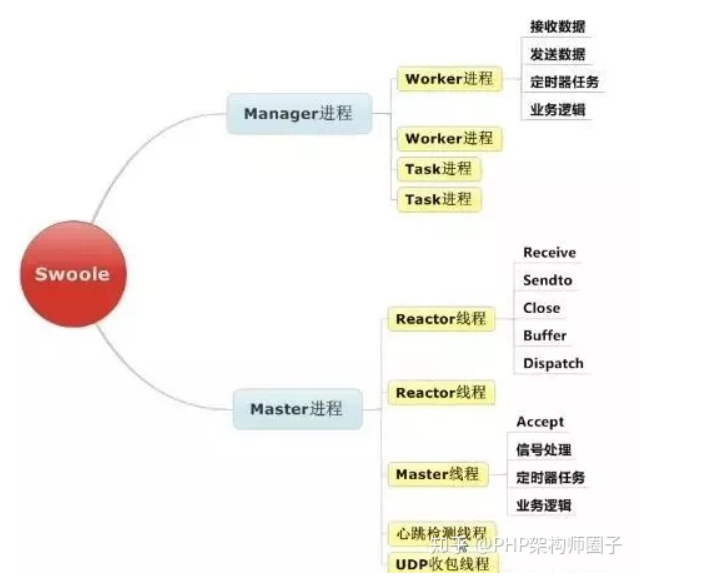 Swoole
Manager进程
Worker进程
接收数据
发送数据
定时器任务
业务逻辑
Worker进程
Task进程
Task进程
Master进程
Reactor线程
Receive
Sendto
Close
Buffer
Dispatch
Reactor线程
Master线程
Accept
信号处理
定时器任务
业务逻辑
心跳检测线程
知乎 @PHP架构师圈子
UDP收包线程